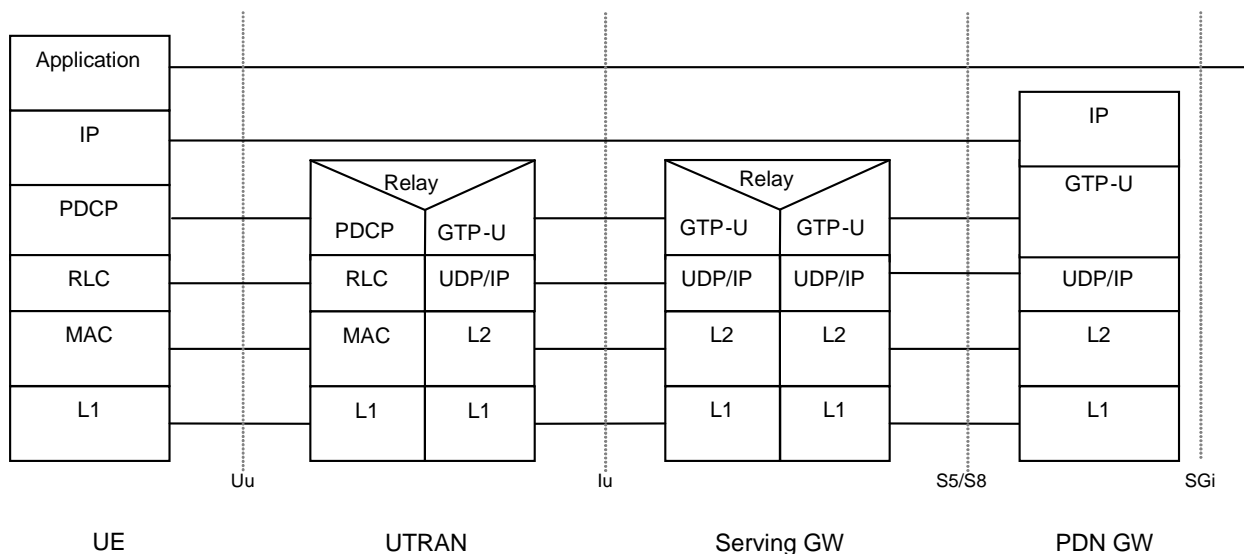 Application
IP
IP
Relay
Relay
GTP-U
PDCP
PDCP
GTP-U
GTP-U
GTP-U
RLC
RLC
UDP/IP
UDP/IP
UDP/IP
UDP/IP
MAC
MAC
L2
L2
L2
L2
L1
L1
L1
L1
L1
L1
Uu
Iu
S5/S8
SGi
UE
UTRAN
Serving GW
PDN GW